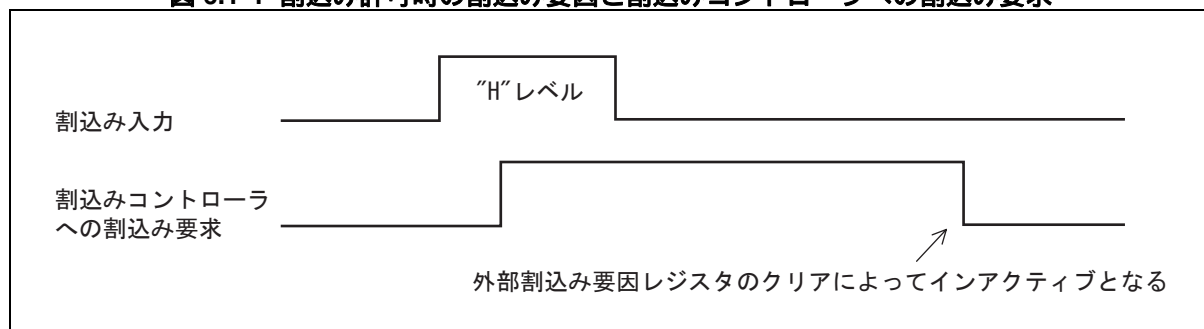 "H"レベル
割込み入力
割込みコントローラ
への割込み要求
外部割込み要因レジスタのクリアによってインアクティブとなる